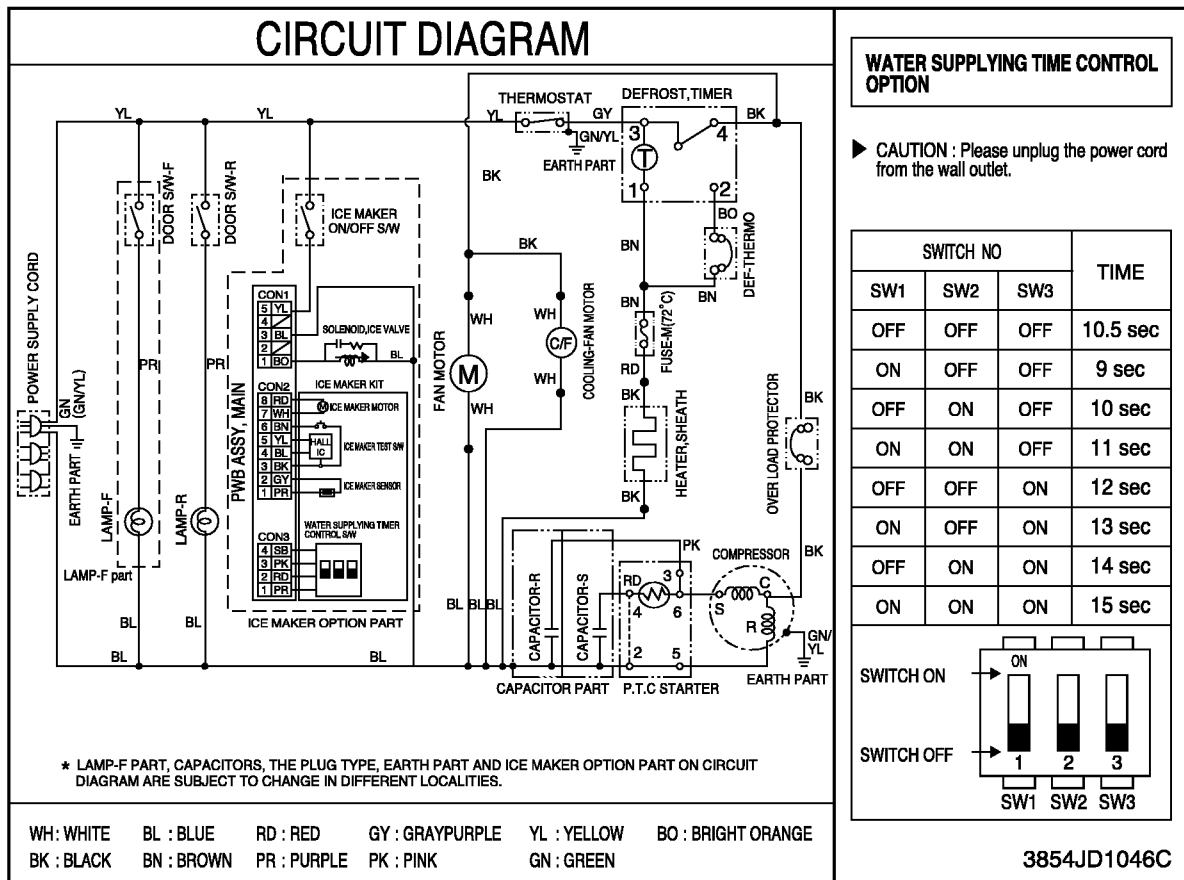 CIRCUIT DIAGRAM
YL
YL
YL
THERMOSTAT
GY
GN/YL
EARTH PART
DEFROST,TIMER
3
4
T
1
2
BK
BK
BO
DEF-THERMO
BN
BN
BN
DOOR S/W-F
DOOR S/W-R
ICE MAKER
ON/OFF S/W
BK
POWER SUPPLY CORD
GN
(GN/YL)
EARTH PART
PR
PR
LAMP-F
LAMP-R
LAMP-F part
BL
BL
BL
BL
PWB ASSY, MAIN
CON1
5 YL
4
3 BL
2
1 BO
SOLENOID,ICE VALVE
BL
CON2
8 RD
7 WH
6 BN
5 YL
4 BL
3 BK
2 GY
1 PR
ICE MAKER KIT
M
ICE MAKER MOTOR
HALL
IC
ICE MAKER TEST S/W
ICE MAKER SENSOR
CON3
4 SB
3 PK
2 RD
1 PR
WATER SUPPLYING TIMER
CONTROL S/W
ICE MAKER OPTION PART
FAN MOTOR
WH
M
WH
WH
C/F
WH
COOLING-FAN MOTOR
FUSE-M(72°C)
RD
BK
HEATER,SHEATH
BK
OVER LOAD PROTECTOR
BK
BK
BL
BL
BL
CAPACITOR-R
CAPACITOR-S
CAPACITOR PART
PK
RD
3
4
6
2
5
P.T.C STARTER
COMPRESSOR
S
C
R
GN/
YL
EARTH PART
* LAMP-F PART, CAPACITORS, THE PLUG TYPE, EARTH PART AND ICE MAKER OPTION PART ON CIRCUIT
DIAGRAM ARE SUBJECT TO CHANGE IN DIFFERENT LOCALITIES.
WH : WHITE BL : BLUE RD : RED GY : GRAYPURPLE YL : YELLOW BO : BRIGHT ORANGE
BK : BLACK BN : BROWN PR : PURPLE PK : PINK GN : GREEN
WATER SUPPLYING TIME CONTROL
OPTION
▶ CAUTION : Please unplug the power cord
from the wall outlet.
SWITCH NO TIME
SW1 SW2 SW3
OFF OFF OFF 10.5 sec
ON OFF OFF 9 sec
OFF ON OFF 10 sec
ON ON OFF 11 sec
OFF OFF ON 12 sec
ON OFF ON 13 sec
OFF ON ON 14 sec
ON ON ON 15 sec
SWITCH ON
SWITCH OFF
ON
1 2 3
SW1 SW2 SW3
3854JD1046C